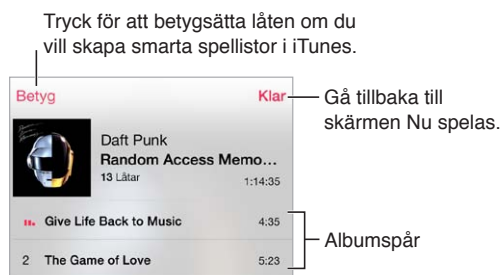 Tryck för att betygsätta låten om du
vill skapa smarta spellistor i iTunes.
Betyg
Klar
Gå tillbaka till
skärmen Nu spelas.
Daft Punk
Random Access Memo...
13 Låtar
1:14:35
Give Life Back to Music
4:35
Albumspår
2 The Game of Love
5:23